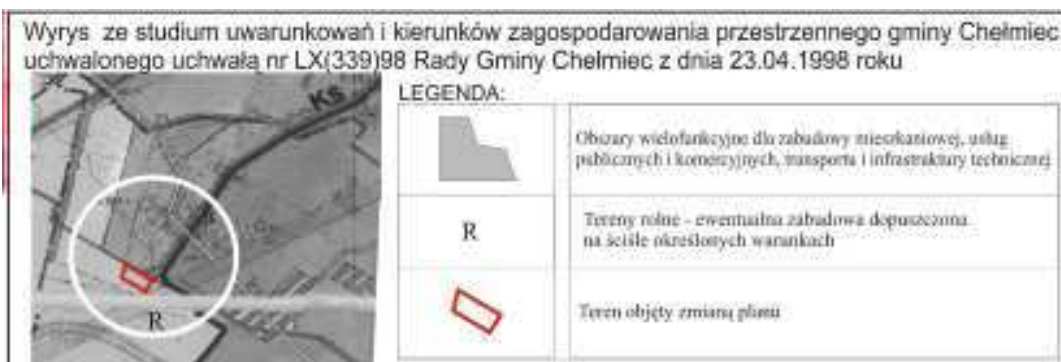 Wyrys ze studium uwarunkowań i kierunków zagospodarowania przestrzennego gminy Chełmiec
uchwalonego uchwałą nr LX(339)98 Rady Gminy Chełmiec z dnia 23.04.1998 roku
LEGENDA:
Ks
R
Obszary wielofunkcyjne dla zabudowy mieszkaniowej, usług
publicznych i komercyjnych, transportu i infrastruktury technicznej
R
Tereny rolne - ewentualna zabudowa dopuszczona
na ściśle określonych warunkach
Teren objęty zmianą planu